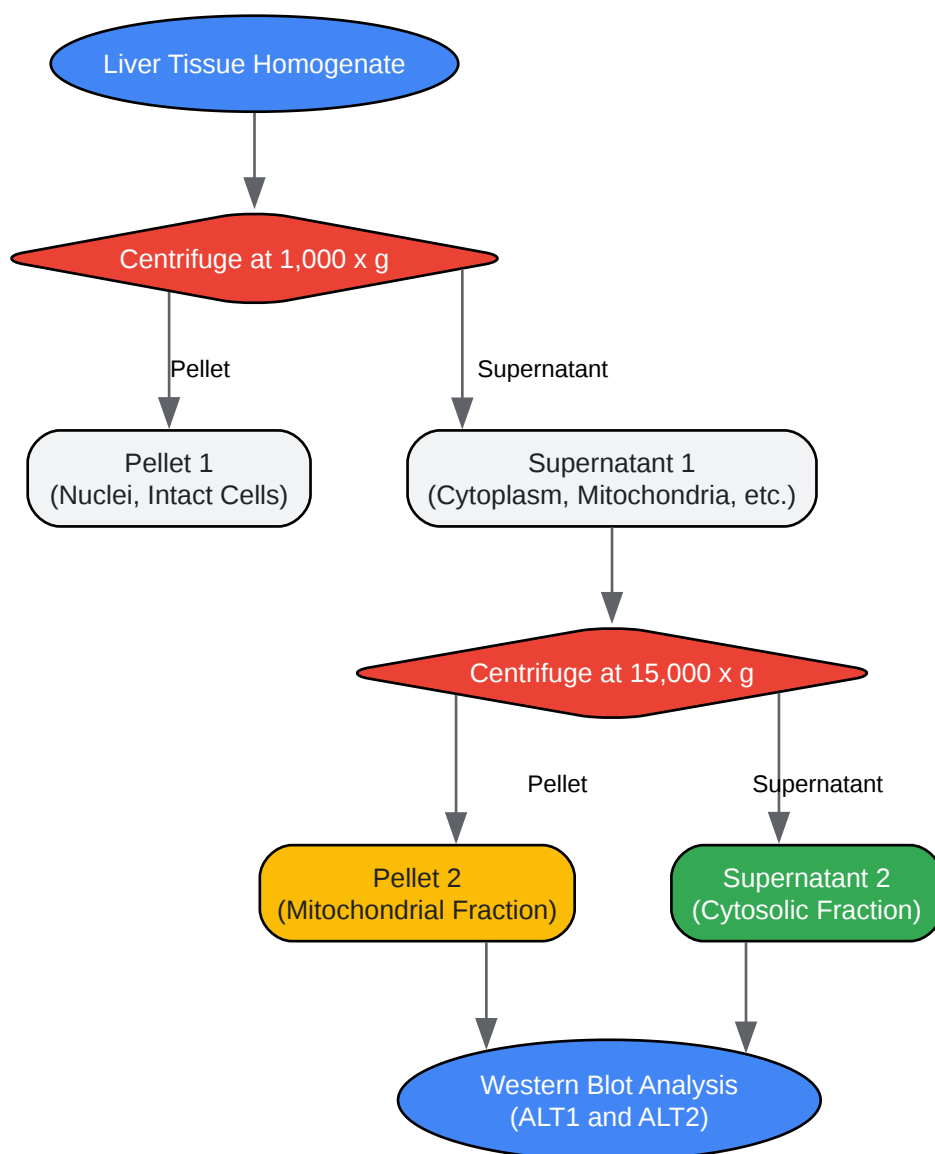 Liver Tissue Homogenate
Centrifuge at 1,000 x g
Pellet
Supernatant
Pellet 1
(Nuclei, Intact Cells)
Supernatant 1
(Cytoplasm, Mitochondria, etc.)
Centrifuge at 15,000 x g
Pellet
Supernatant
Pellet 2
(Mitochondrial Fraction)
Supernatant 2
(Cytosolic Fraction)
Western Blot Analysis
(ALT1 and ALT2)